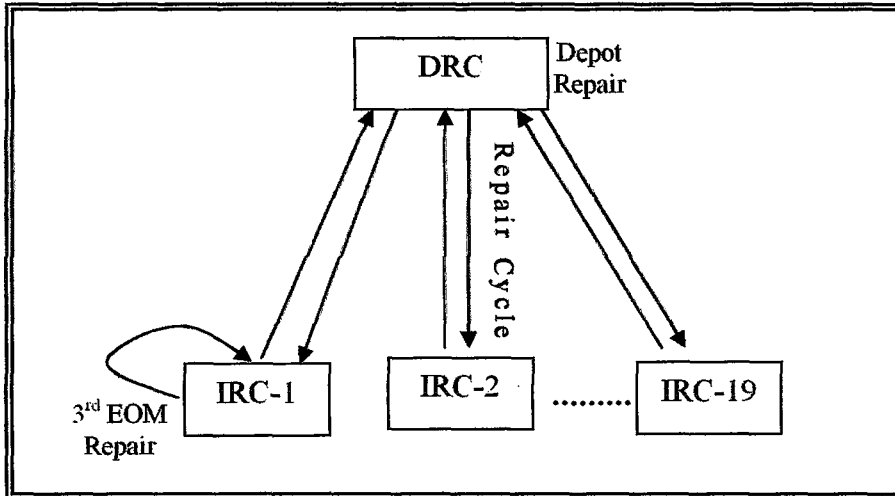 DRC
Depot
Repair
Repair Cycle
IRC-1
IRC-2
.........
IRC-19
3rd EOM
Repair